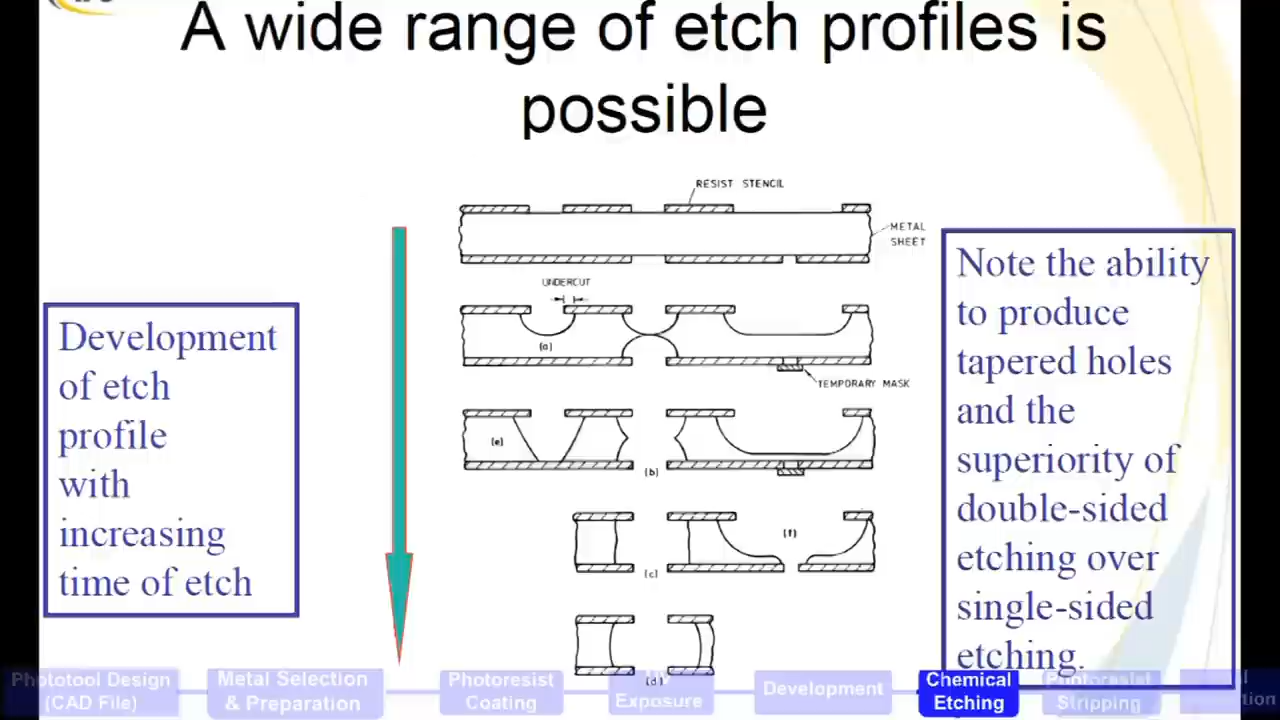 A wide range of etch profiles is
possible
RESIST STENCIL
METAL
SHEET
UNDERCUT
(a)
TEMPORARY MASK
(e)
(b)
(f)
(c)
(d)
Development
of etch
profile
with
increasing
time of etch
Note the ability
to produce
tapered holes
and the
superiority of
double-sided
etching over
single-sided
etching.
Phototool Design
(CAD File)
Metal Selection
& Preparation
Photoresist
Coating
UV
Exposure
Development
Chemical
Etching
Photoresist
Stripping